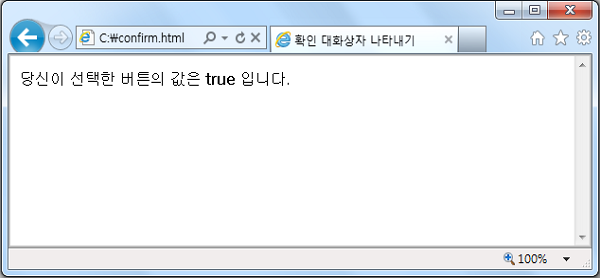 C:\confirm.html
확인 대화상자 나타내기
당신이 선택한 버튼의 값은 true 입니다.
100%